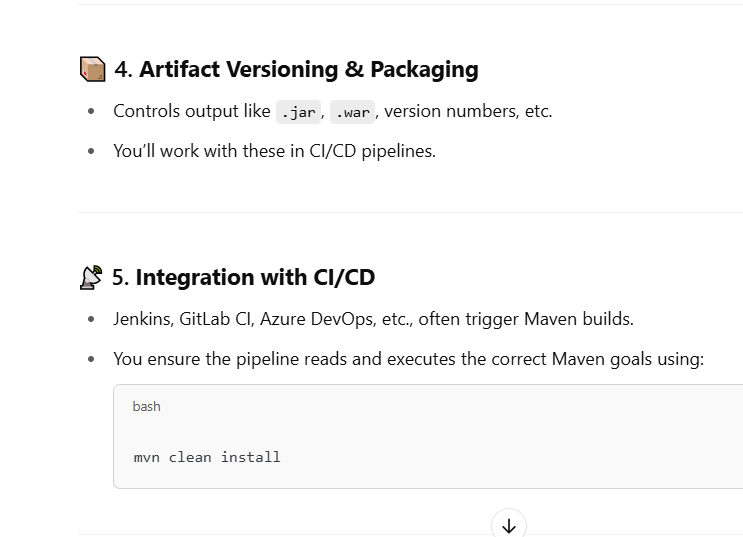 4. Artifact Versioning & Packaging
• Controls output like .jar, .war, version numbers, etc.
• You’ll work with these in CI/CD pipelines.
5. Integration with CI/CD
• Jenkins, GitLab CI, Azure DevOps, etc., often trigger Maven builds.
• You ensure the pipeline reads and executes the correct Maven goals using:
bash
mvn clean install